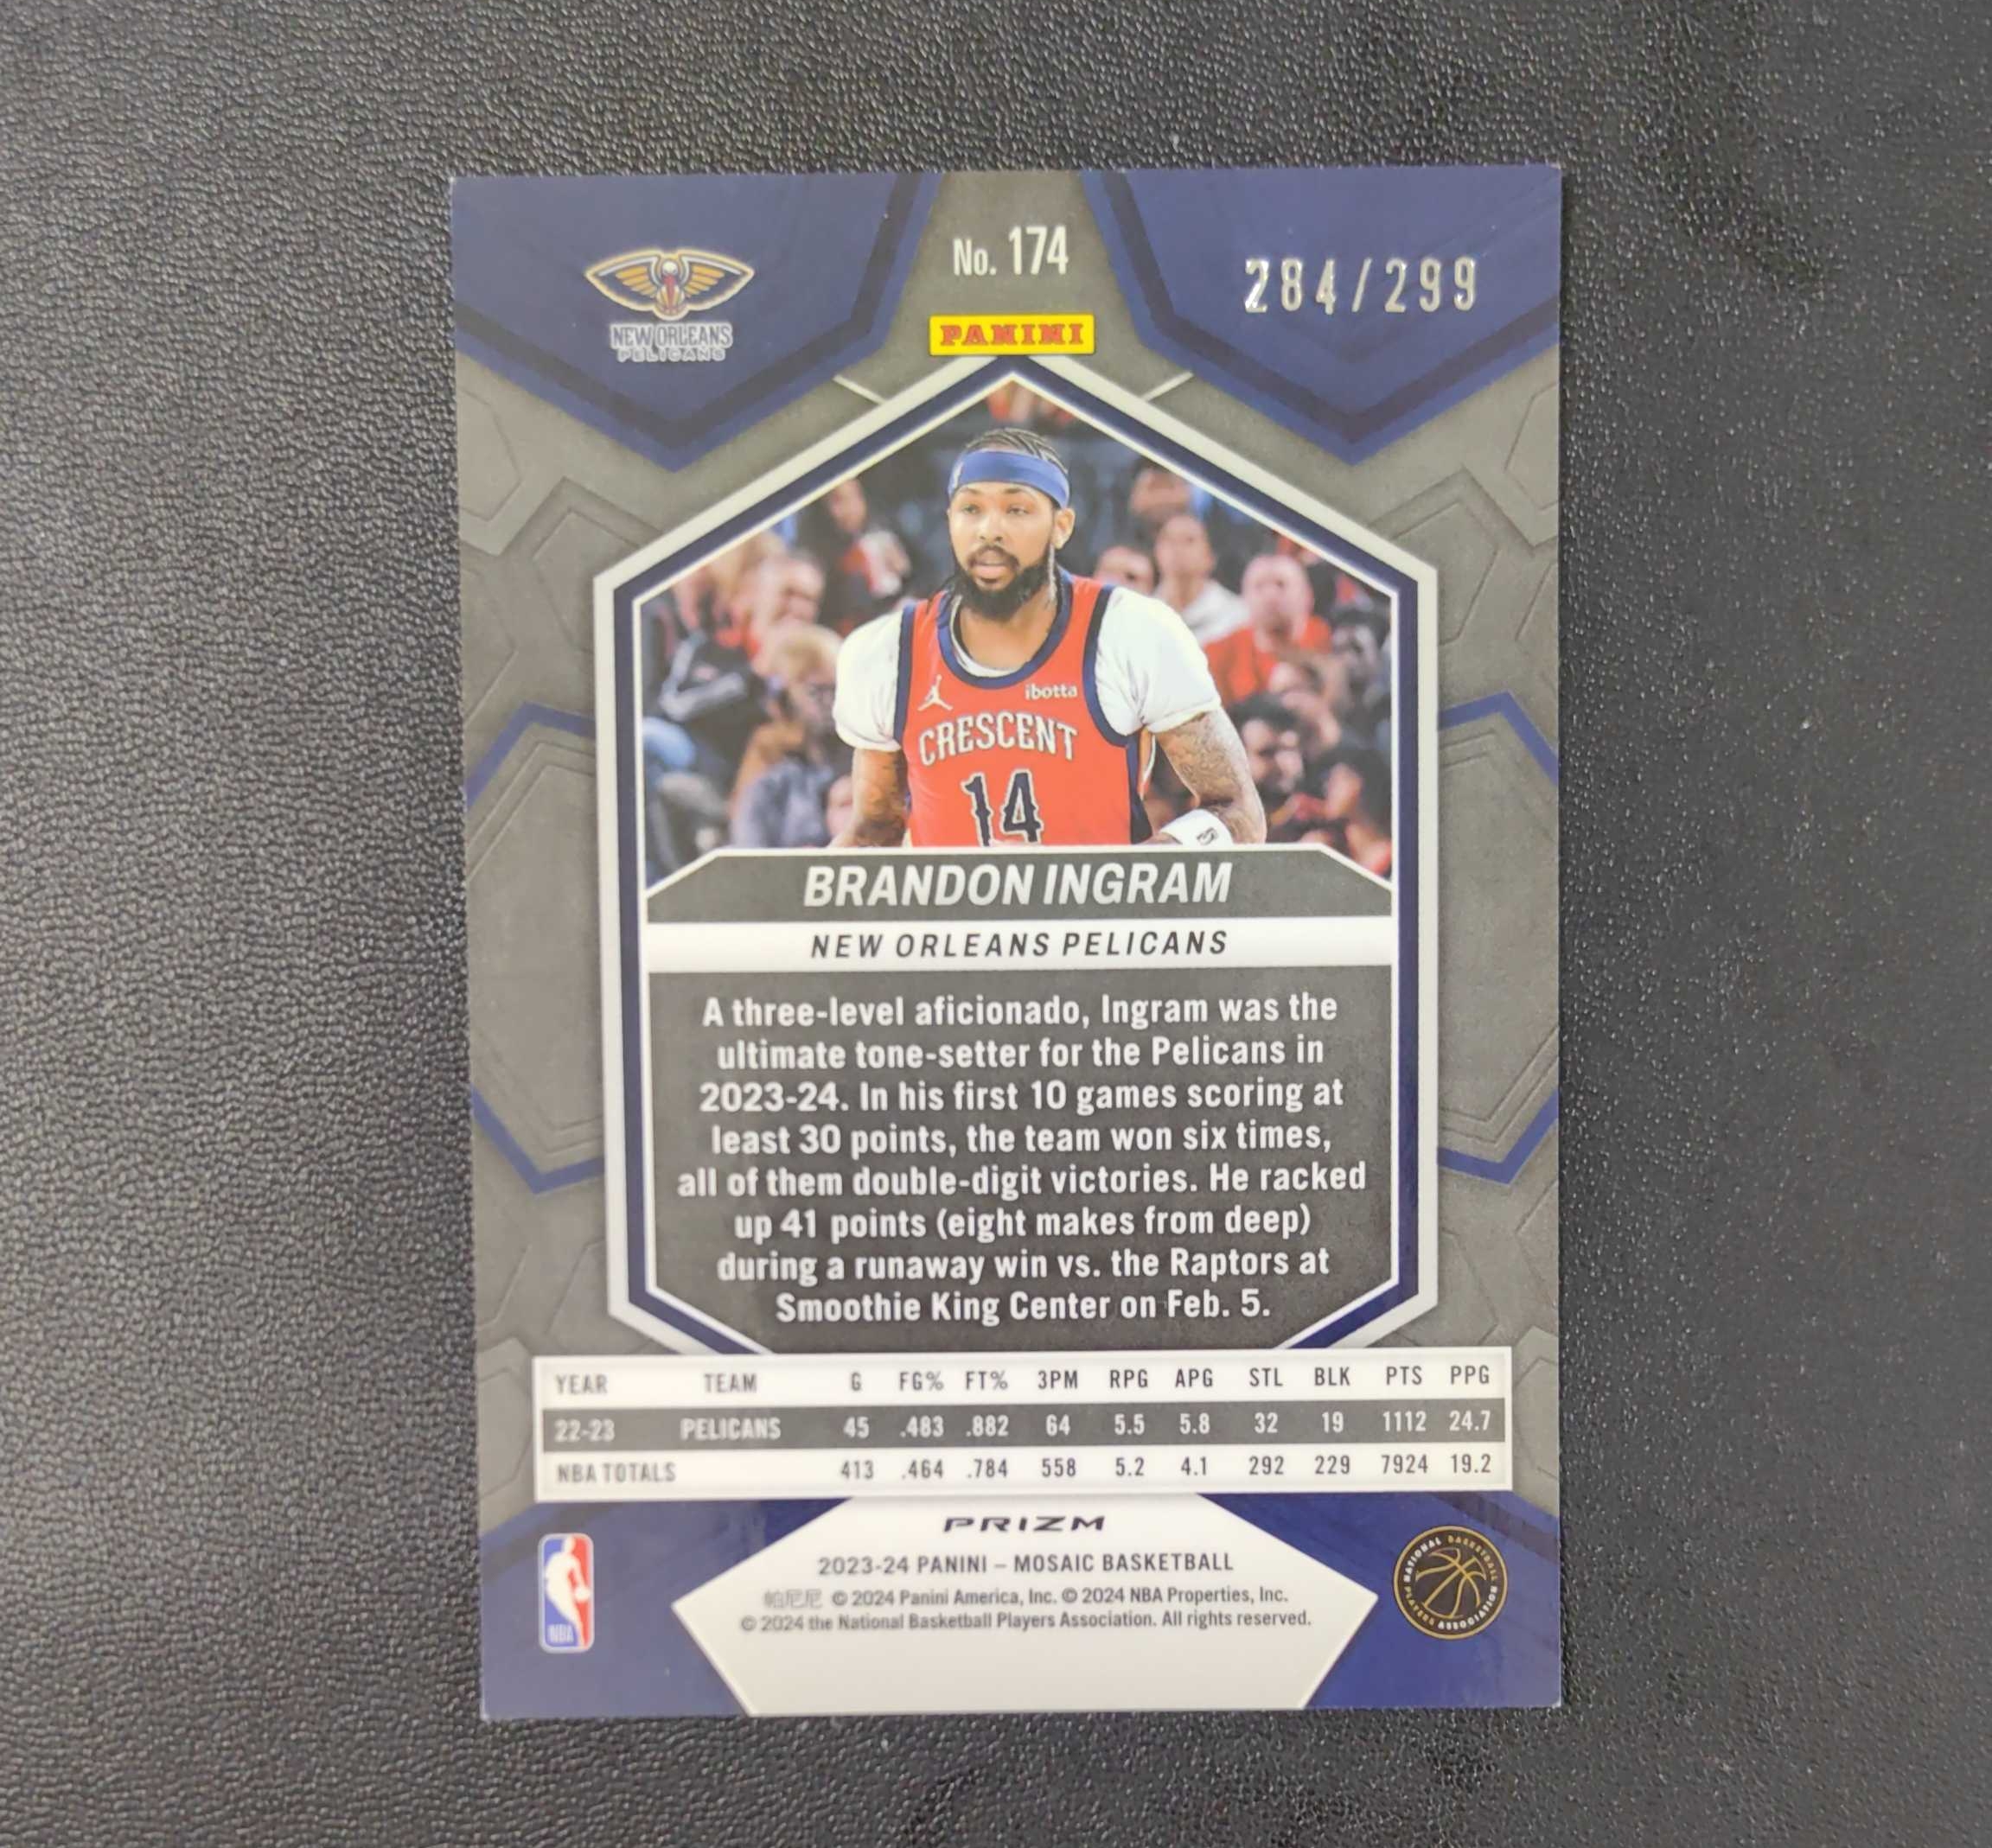 No. 174
284/299
NEW ORLEANS
PELICANS
PANINI
ibotta
CRESCENT
14
BRANDON INGRAM
NEW ORLEANS PELICANS
A three-level aficionado, Ingram was the
ultimate tone-setter for the Pelicans in
2023-24. In his first 10 games scoring at
least 30 points, the team won six times,
all of them double-digit victories. He racked
up 41 points (eight makes from deep)
during a runaway win vs. the Raptors at
Smoothie King Center on Feb. 5.
YEAR TEAM G FG% FT% 3PM RPG APG STL BLK PTS PPG
22-23 PELICANS 45 .483 .882 64 5.5 5.8 32 19 1112 24.7
NBA TOTALS 413 .464 .784 558 5.2 4.1 292 229 7924 19.2
PRIZM
2023-24 PANINI – MOSAIC BASKETBALL
帕尼尼 © 2024 Panini America, Inc. © 2024 NBA Properties, Inc.
© 2024 the National Basketball Players Association. All rights reserved.
NBA
NATIONAL BASKETBALL
PLAYERS ASSOCIATION